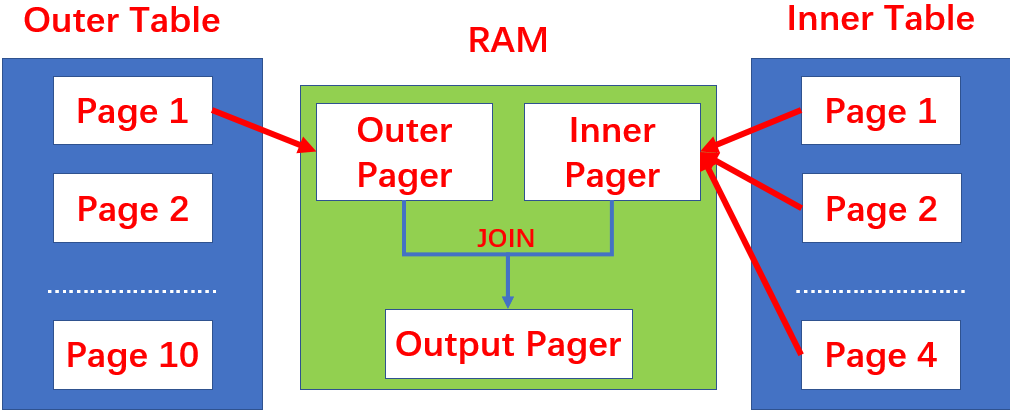 Outer Table
RAM
Inner Table
Page 1
Page 2
Page 10
Outer
Pager
Inner
Pager
JOIN
Output Pager
Page 1
Page 2
Page 4